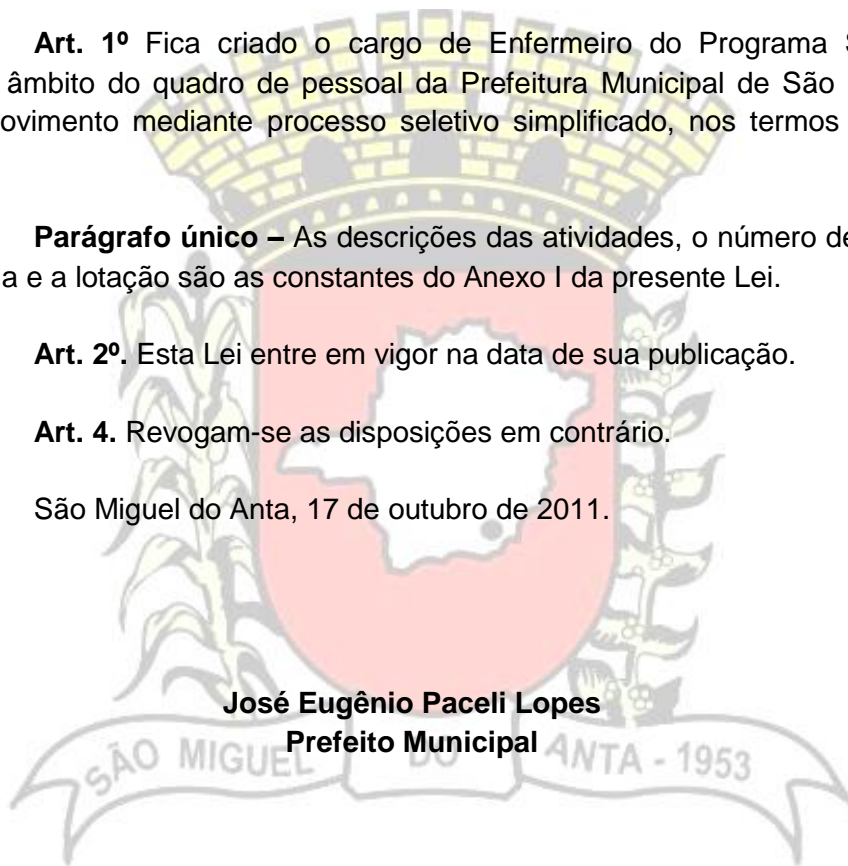 Art. 1º Fica criado o cargo de Enfermeiro do Programa S
âmbito do quadro de pessoal da Prefeitura Municipal de São
ovimento mediante processo seletivo simplificado, nos termos
Parágrafo único – As descrições das atividades, o número de
a e a lotação são as constantes do Anexo I da presente Lei.
Art. 2º. Esta Lei entre em vigor na data de sua publicação.
Art. 4. Revogam-se as disposições em contrário.
São Miguel do Anta, 17 de outubro de 2011.
José Eugênio Paceli Lopes
Prefeito Municipal
SÃO MIGUEL DO ANTA - 1953